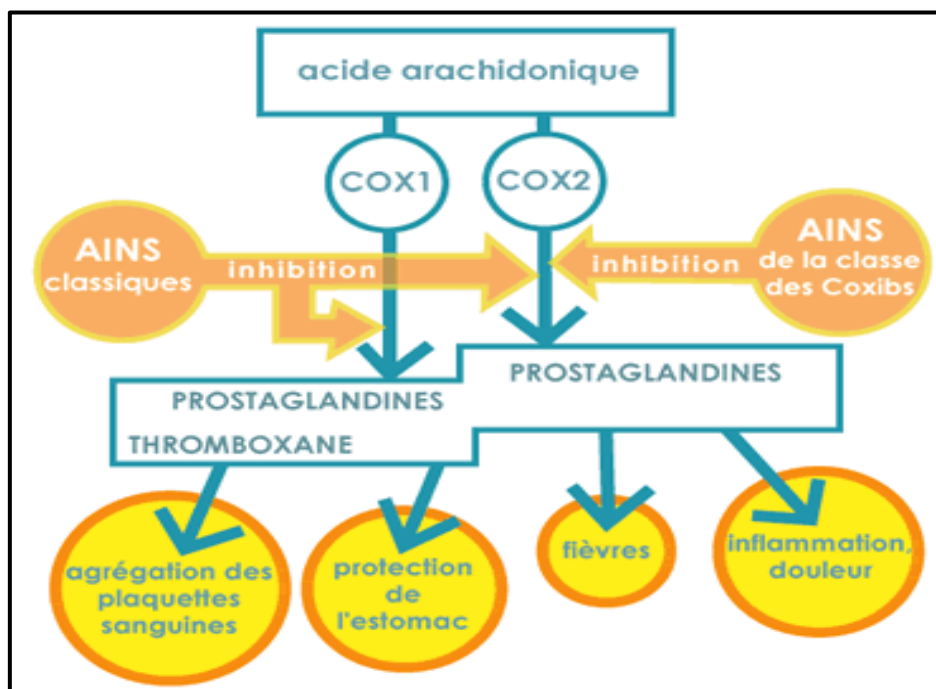 acide arachidonique
COX1
COX2
AINS
classiques
inhibition
inhibition
AINS
de la classe
des Coxibs
PROSTAGLANDINES
PROSTAGLANDINES
THROMBOXANE
agrégation des
plaquettes
sanguines
protection
de
l'estomac
fièvres
inflammation,
douleur